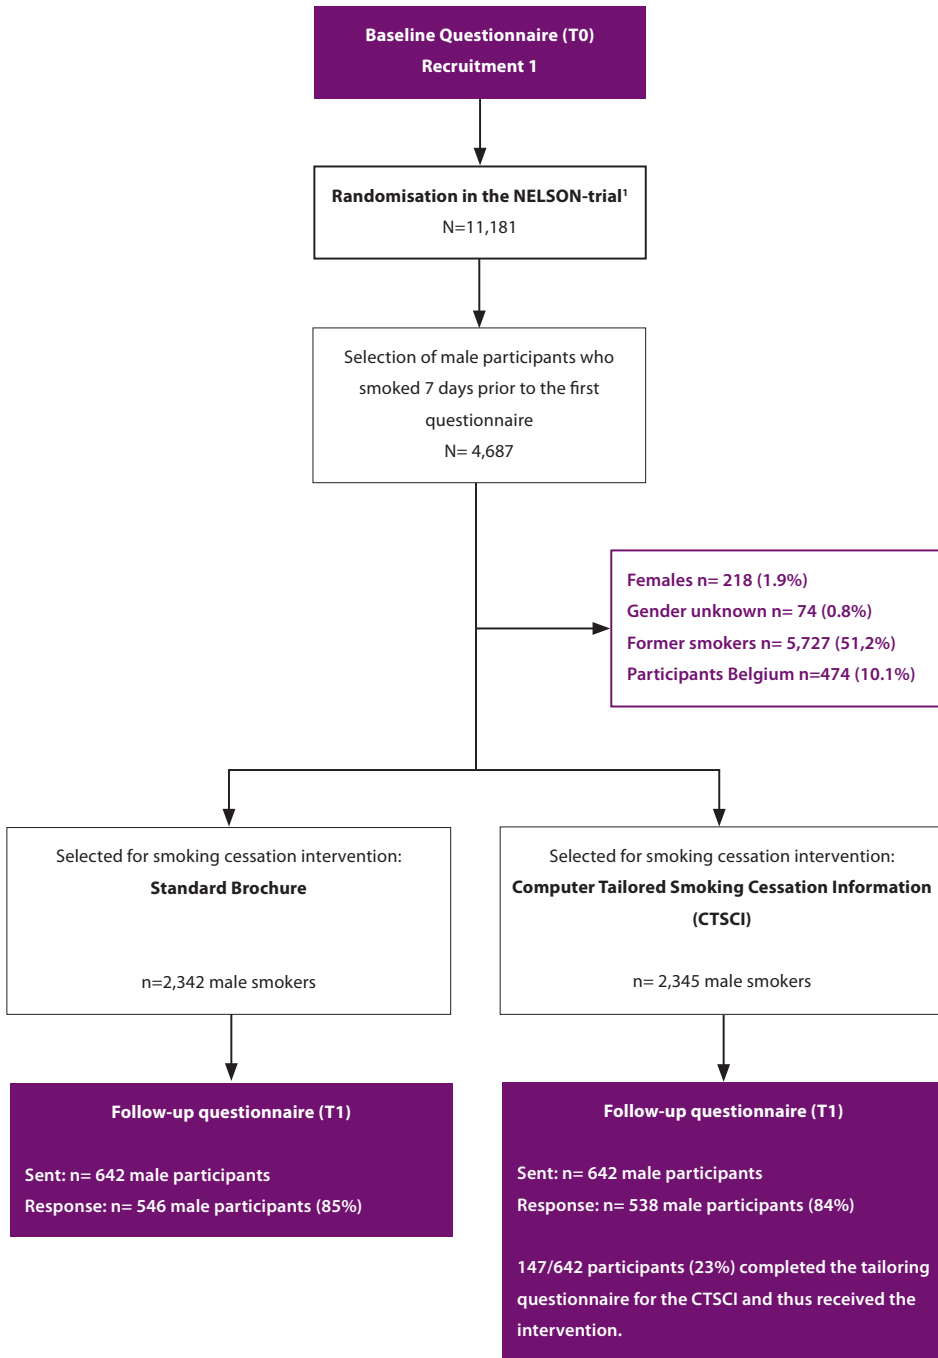 Baseline Questionnaire (T0)
Recruitment 1
Randomisation in the NELSON-trial¹
N=11,181
Selection of male participants who
smoked 7 days prior to the first
questionnaire
N= 4,687
Females n= 218 (1.9%)
Gender unknown n= 74 (0.8%)
Former smokers n= 5,727 (51,2%)
Participants Belgium n=474 (10.1%)
Selected for smoking cessation intervention:
Standard Brochure
n=2,342 male smokers
Selected for smoking cessation intervention:
Computer Tailored Smoking Cessation Information
(CTSCI)
n= 2,345 male smokers
Follow-up questionnaire (T1)
Sent: n= 642 male participants
Response: n= 546 male participants (85%)
Follow-up questionnaire (T1)
Sent: n= 642 male participants
Response: n= 538 male participants (84%)
147/642 participants (23%) completed the tailoring
questionnaire for the CTSCI and thus received the
intervention.